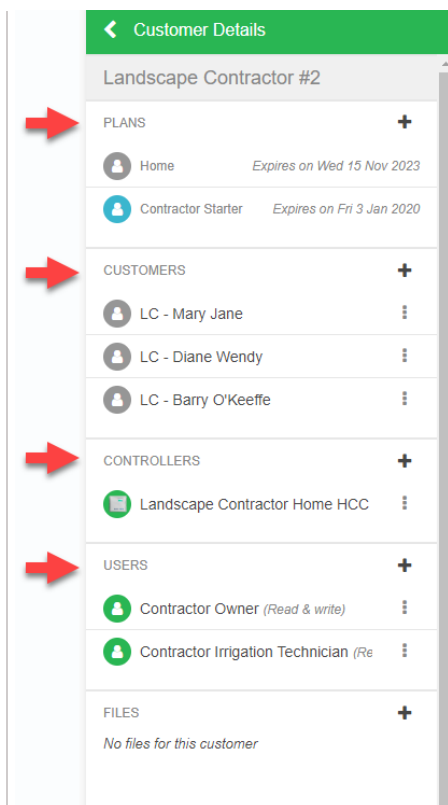 Customer Details
Landscape Contractor #2
PLANS
Home Expires on Wed 15 Nov 2023
Contractor Starter Expires on Fri 3 Jan 2020
CUSTOMERS
LC - Mary Jane
LC - Diane Wendy
LC - Barry O'Keeffe
CONTROLLERS
Landscape Contractor Home HCC
USERS
Contractor Owner (Read & write)
Contractor Irrigation Technician (Re
FILES
No files for this customer